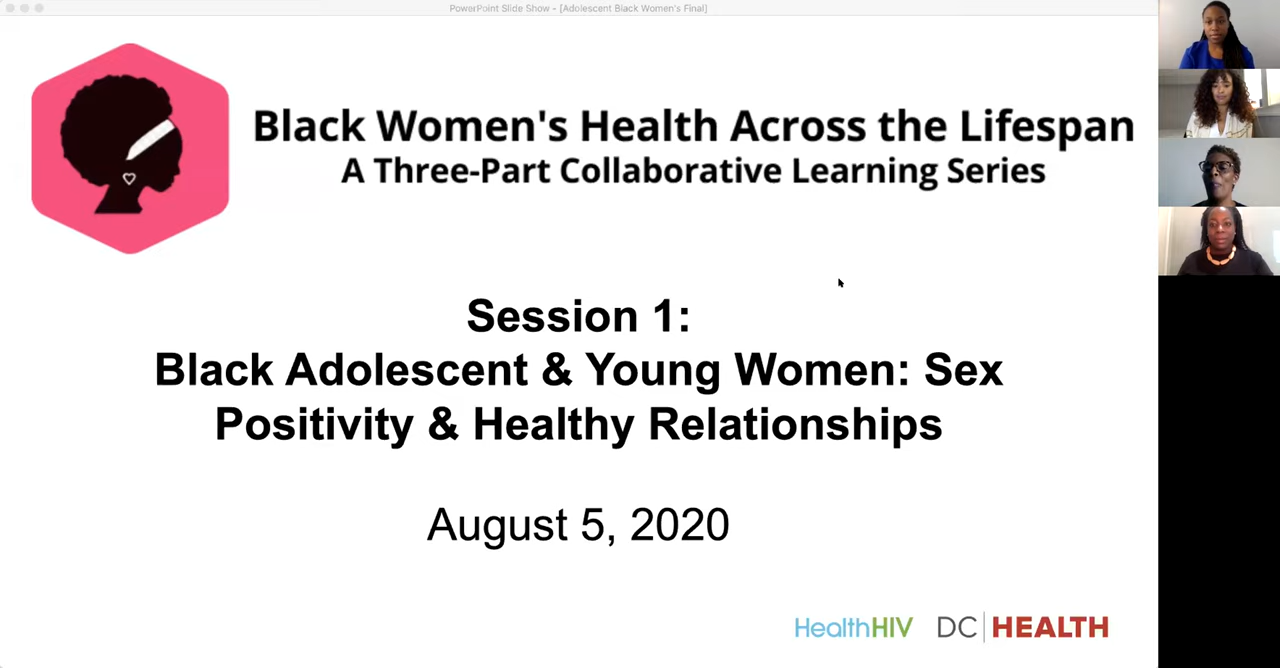 PowerPoint Slide Show - [Adolescent Black Women's Final]
Black Women's Health Across the Lifespan
A Three-Part Collaborative Learning Series
Session 1:
Black Adolescent & Young Women: Sex
Positivity & Healthy Relationships
August 5, 2020
HealthHIV DC | HEALTH